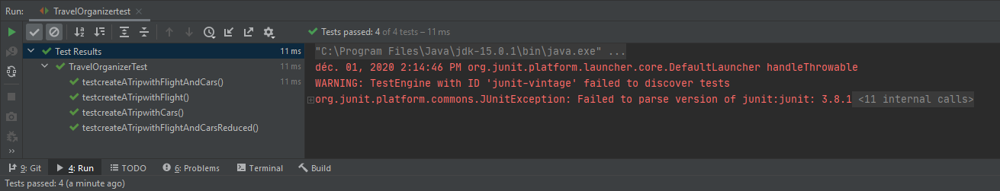 Run: TravelOrganizertest ×
Tests passed: 4 of 4 tests – 11 ms
Test Results 11 ms
TravelOrganizerTest 11 ms
testcreateATripwithFlightAndCars() 11 ms
testcreateATripwithFlight()
testcreateATripwithCars()
testcreateATripwithFlightAndCarsReduced()
"C:\Program Files\Java\jdk-15.0.1\bin\java.exe" ...
déc. 01, 2020 2:14:46 PM org.junit.platform.launcher.core.DefaultLauncher handleThrowable
WARNING: TestEngine with ID 'junit-vintage' failed to discover tests
org.junit.platform.commons.JUnitException: Failed to parse version of junit:junit: 3.8.1 <11 internal calls>
9: Git 4: Run TODO 6: Problems Terminal Build
Tests passed: 4 (a minute ago)